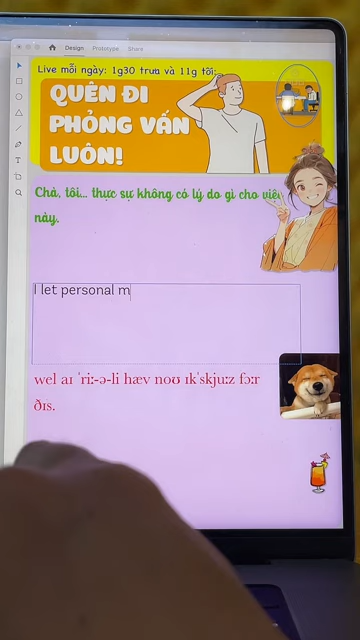 Design Prototype Share
Live mỗi ngày: 1g30 trưa và 11g tối:
QUÊN ĐI
PHỎNG VẤN
LUÔN!
Chà, tôi... thực sự không có lý do gì cho việc
này.
I let personal m
wel aɪ ˈriː-ə-li hæv noʊ ɪkˈskjuːz fɔːr
ðɪs.